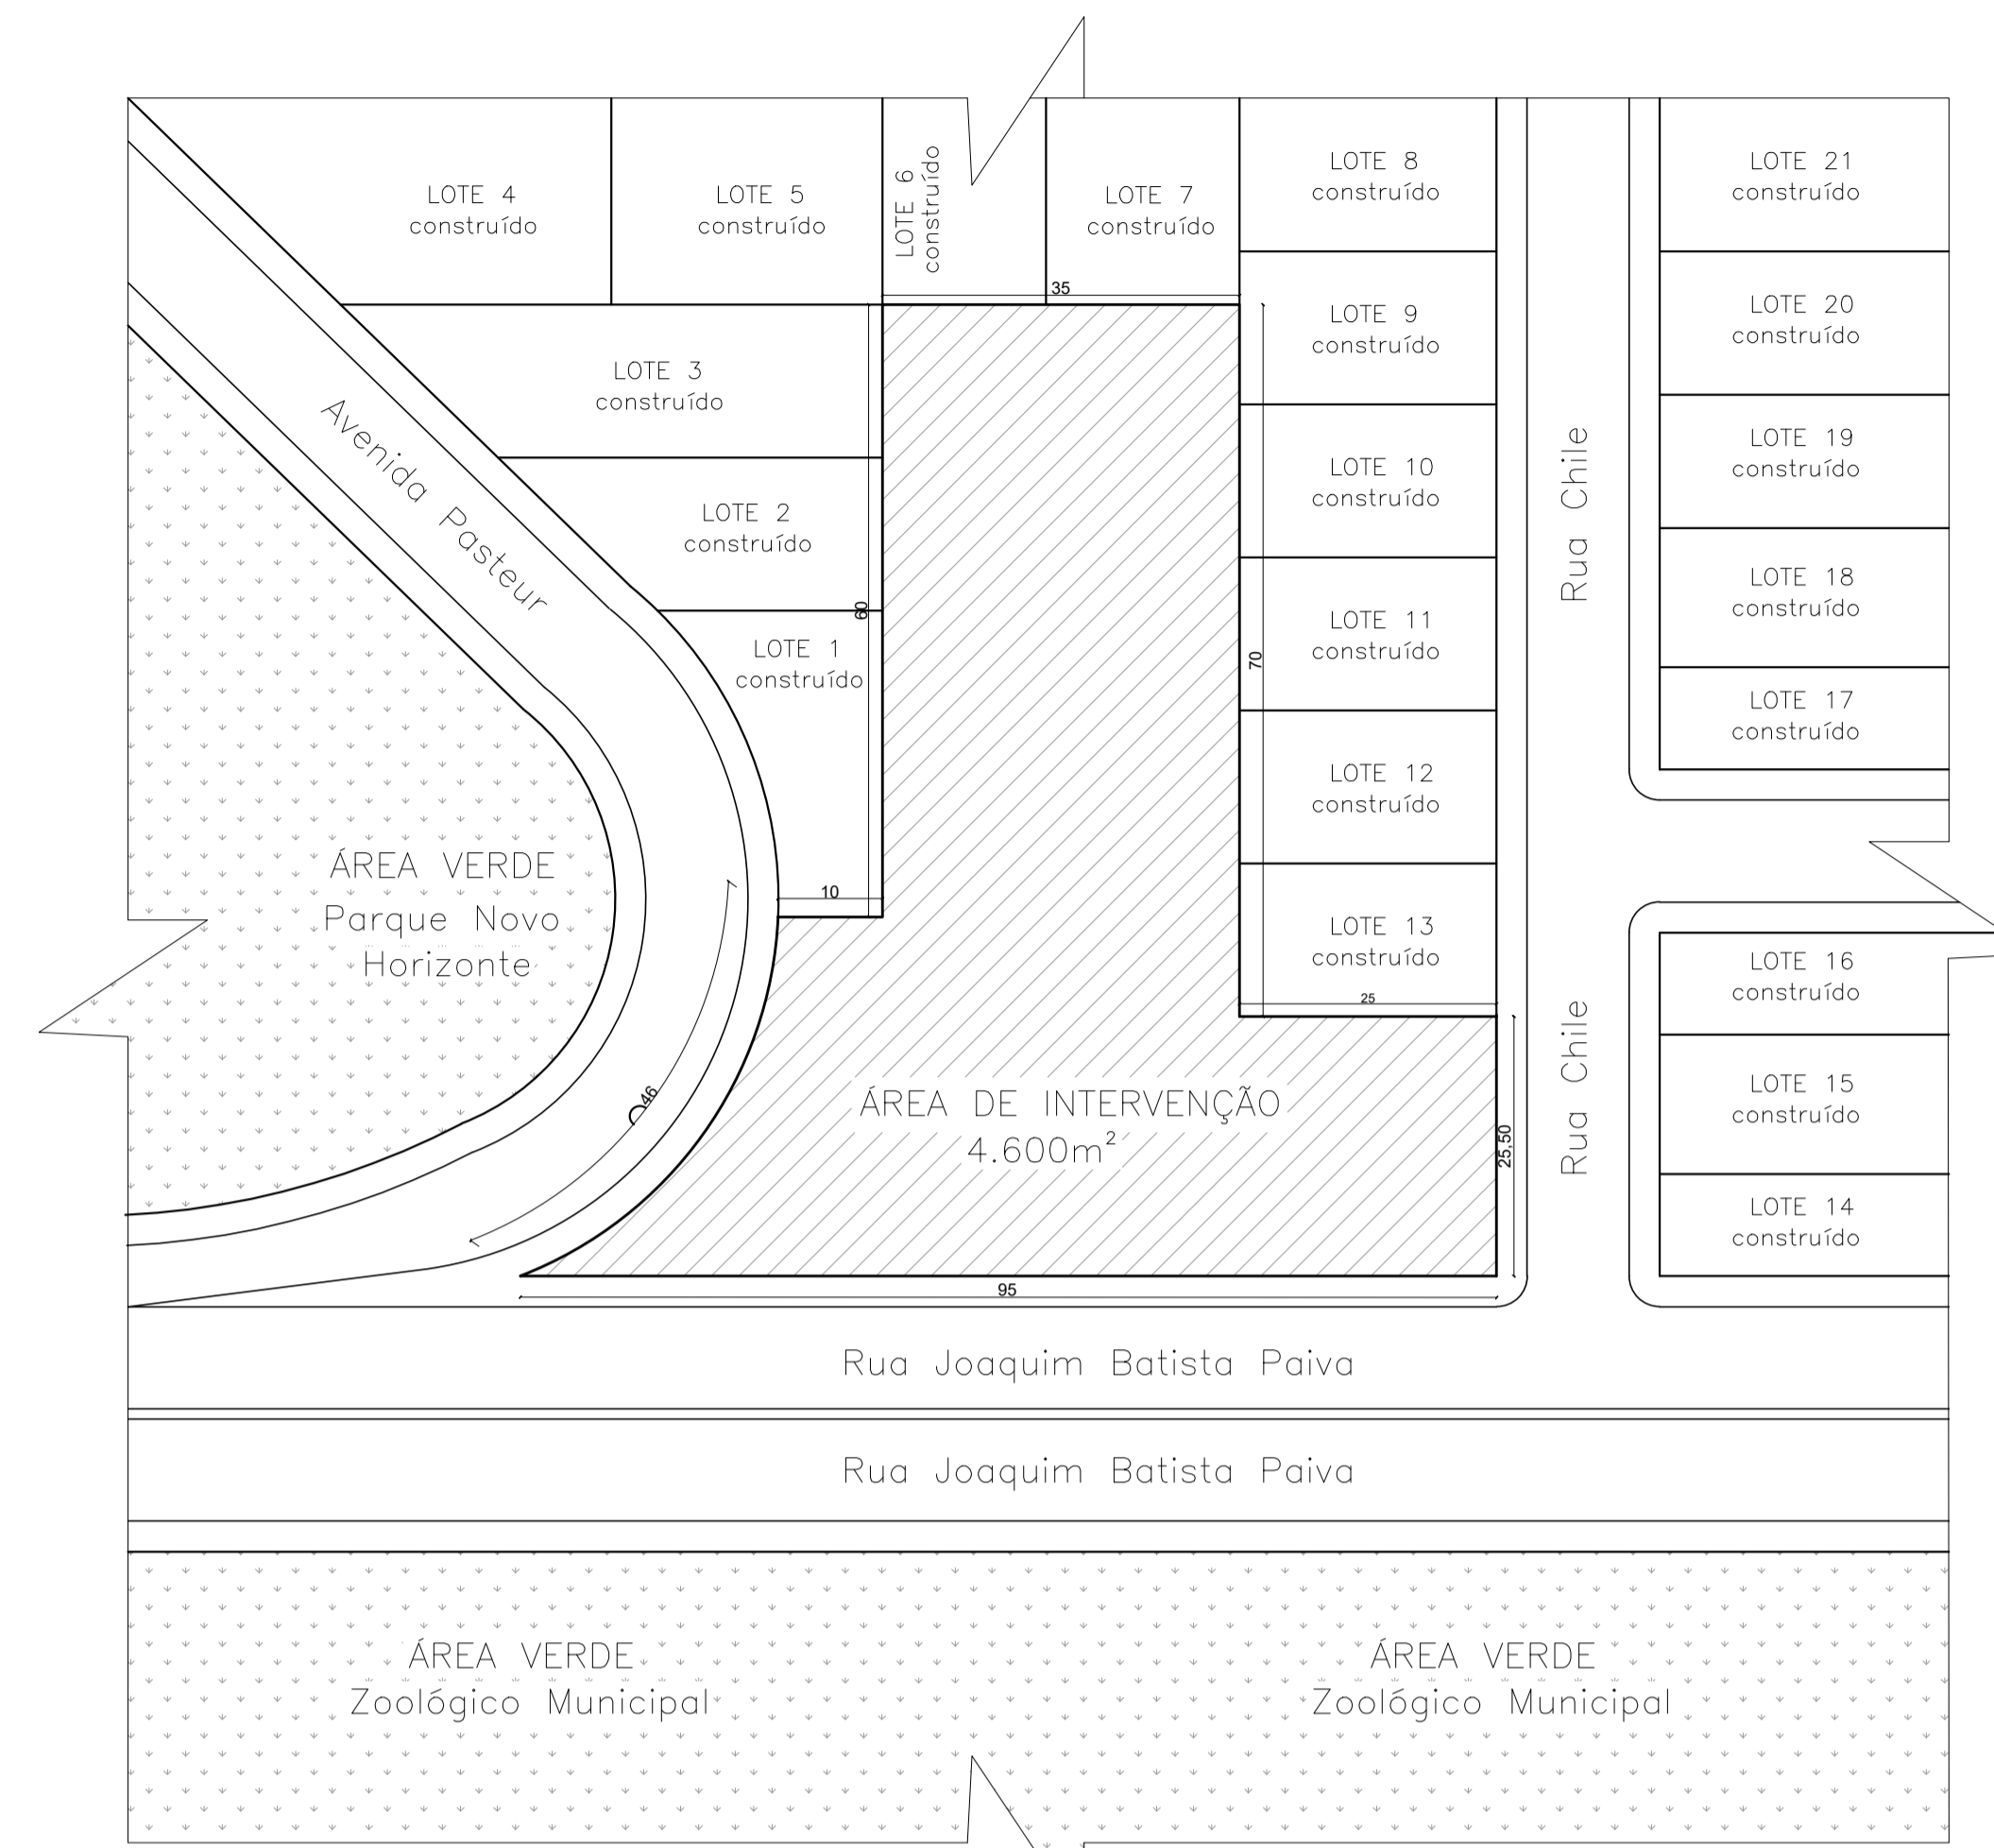 LOTE 4
construído
LOTE 5
construído
LOTE 6
construído
LOTE 7
construído
LOTE 8
construído
LOTE 21
construído
35
LOTE 9
construído
LOTE 20
construído
LOTE 3
construído
Avenida Pasteur
LOTE 10
construído
Rua Chile
LOTE 19
construído
LOTE 2
construído
60
LOTE 11
construído
LOTE 18
construído
LOTE 1
construído
70
LOTE 17
construído
LOTE 12
construído
ÁREA VERDE
Parque Novo
Horizonte
10
LOTE 13
construído
LOTE 16
construído
25
46
ÁREA DE INTERVENÇÃO
4.600m²
25,50
Rua Chile
LOTE 15
construído
LOTE 14
construído
95
Rua Joaquim Batista Paiva
Rua Joaquim Batista Paiva
ÁREA VERDE
Zoológico Municipal
ÁREA VERDE
Zoológico Municipal